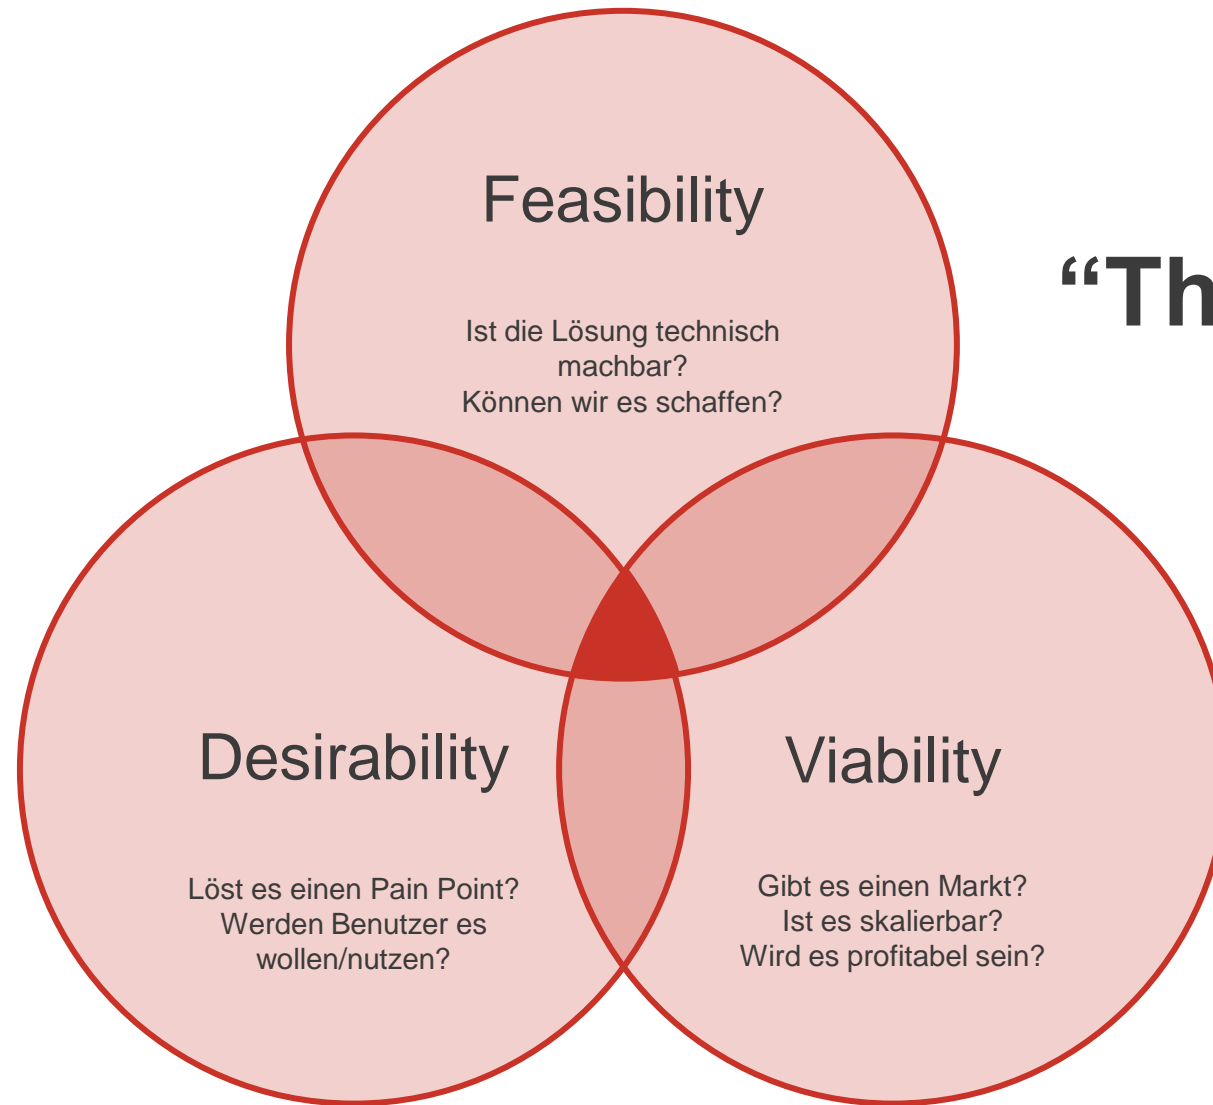 Feasibility
Ist die Lösung technisch
machbar?
Können wir es schaffen?
“Th
Desirability
Löst es einen Pain Point?
Werden Benutzer es
wollen/nutzen?
Viability
Gibt es einen Markt?
Ist es skalierbar?
Wird es profitabel sein?